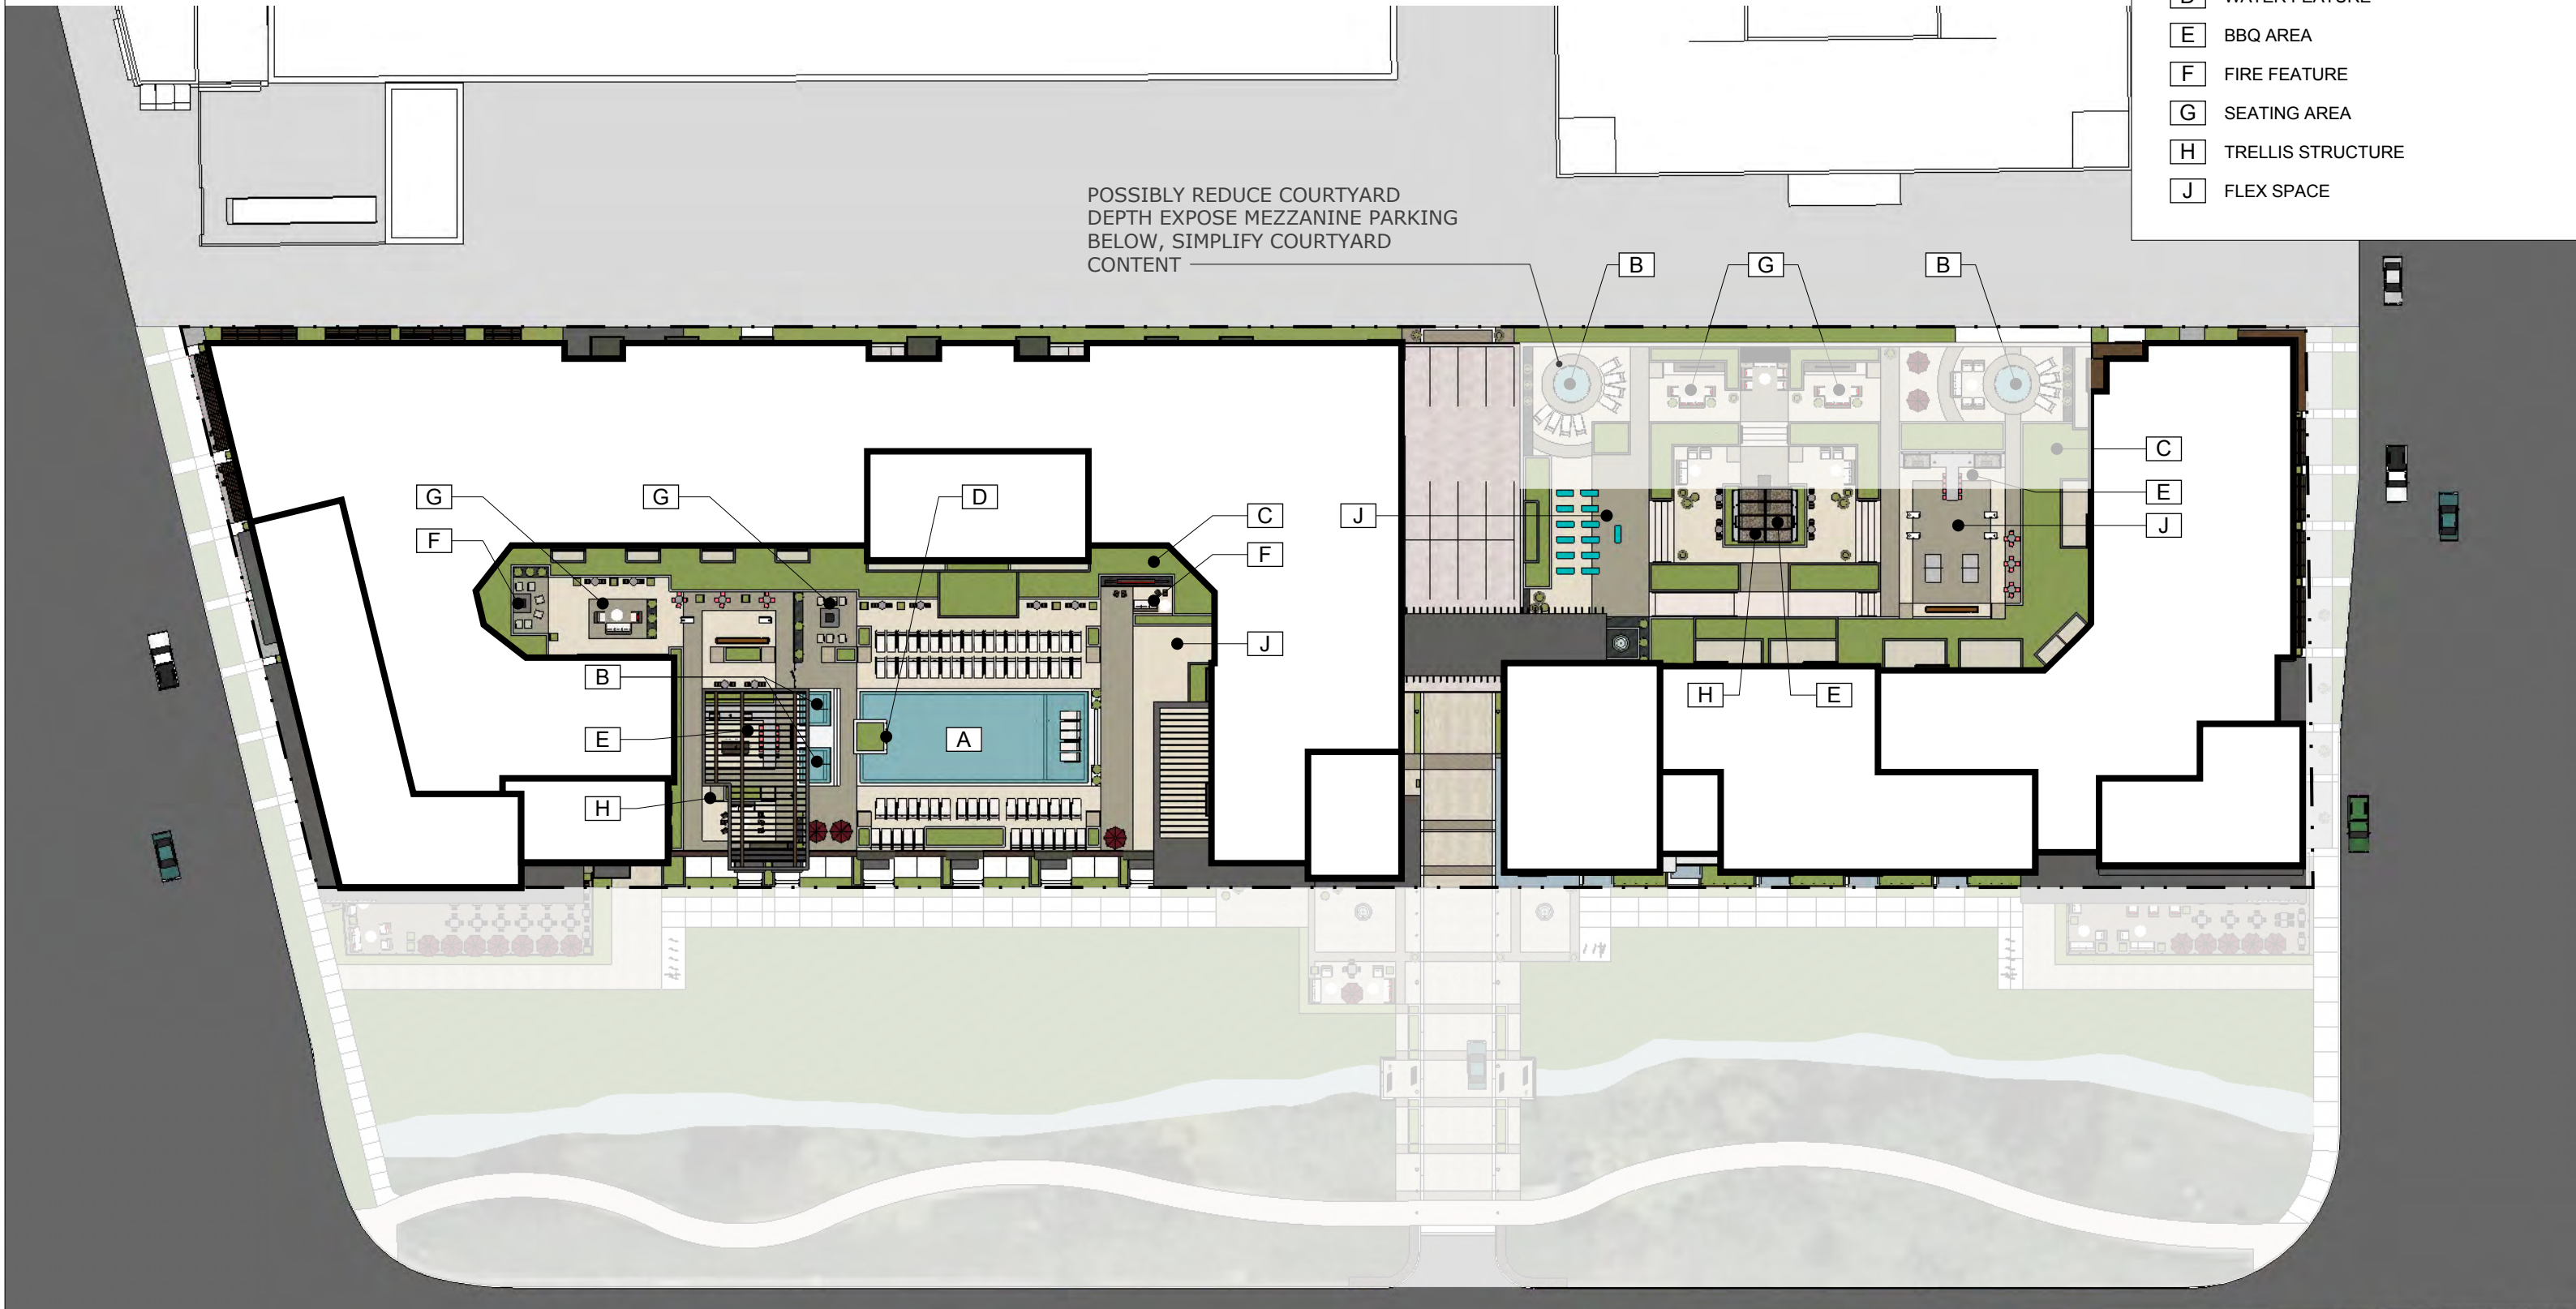 E BBQ AREA
F FIRE FEATURE
G SEATING AREA
H TRELLIS STRUCTURE
J FLEX SPACE
POSSIBLY REDUCE COURTYARD
DEPTH EXPOSE MEZZANINE PARKING
BELOW, SIMPLIFY COURTYARD
CONTENT
B
G
B
C
E
J
G
G
D
C
J
F
F
J
B
H
E
E
A
H